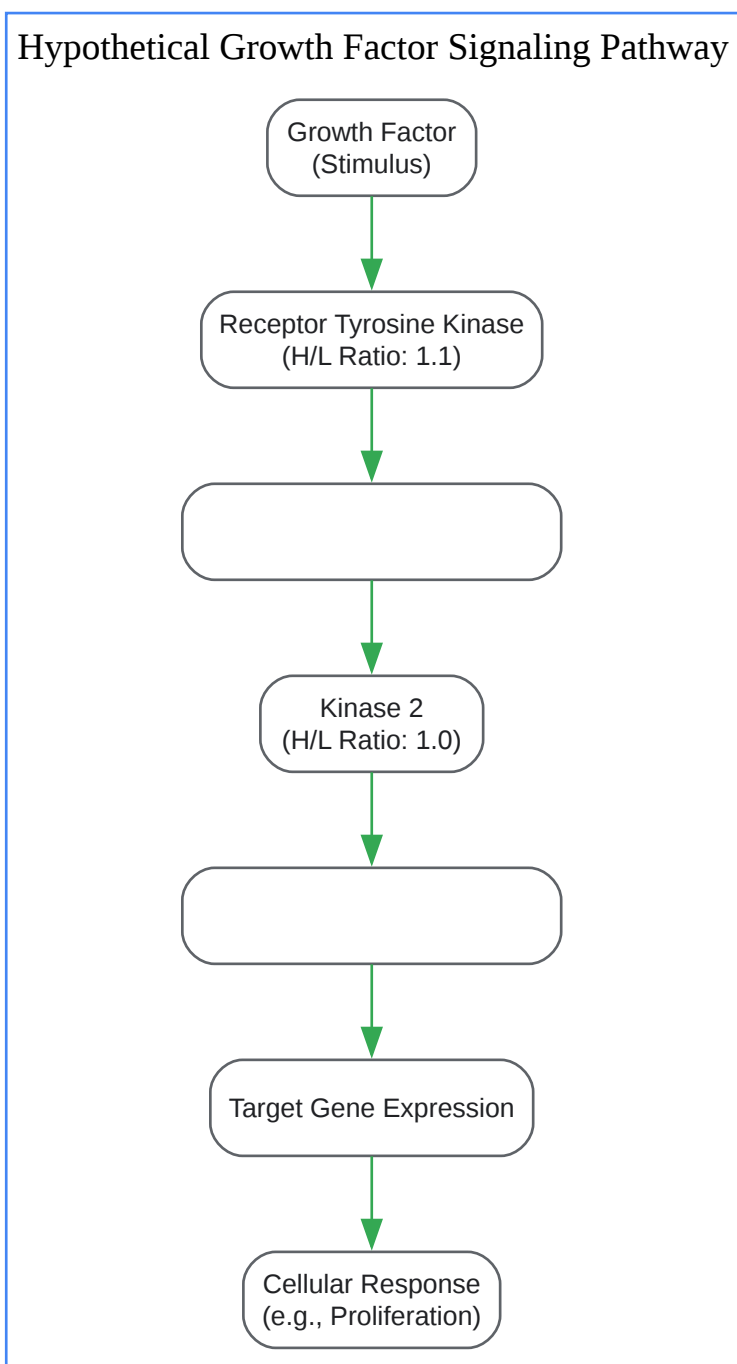 Hypothetical Growth Factor Signaling Pathway
Growth Factor
(Stimulus)
Receptor Tyrosine Kinase
(H/L Ratio: 1.1)
Kinase 2
(H/L Ratio: 1.0)
Target Gene Expression
Cellular Response
(e.g., Proliferation)